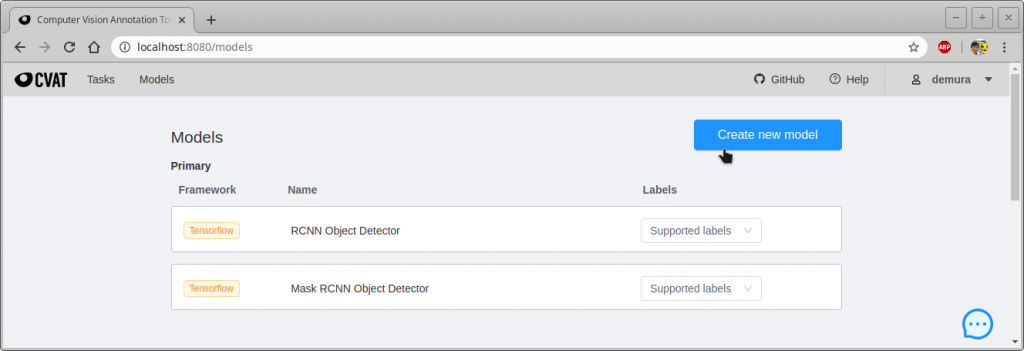 Computer Vision Annotation To
localhost:8080/models
ABP
CVAT Tasks Models GitHub Help demura
Models Create new model
Primary
Framework Name Labels
Tensorflow RCNN Object Detector Supported labels
Tensorflow Mask RCNN Object Detector Supported labels